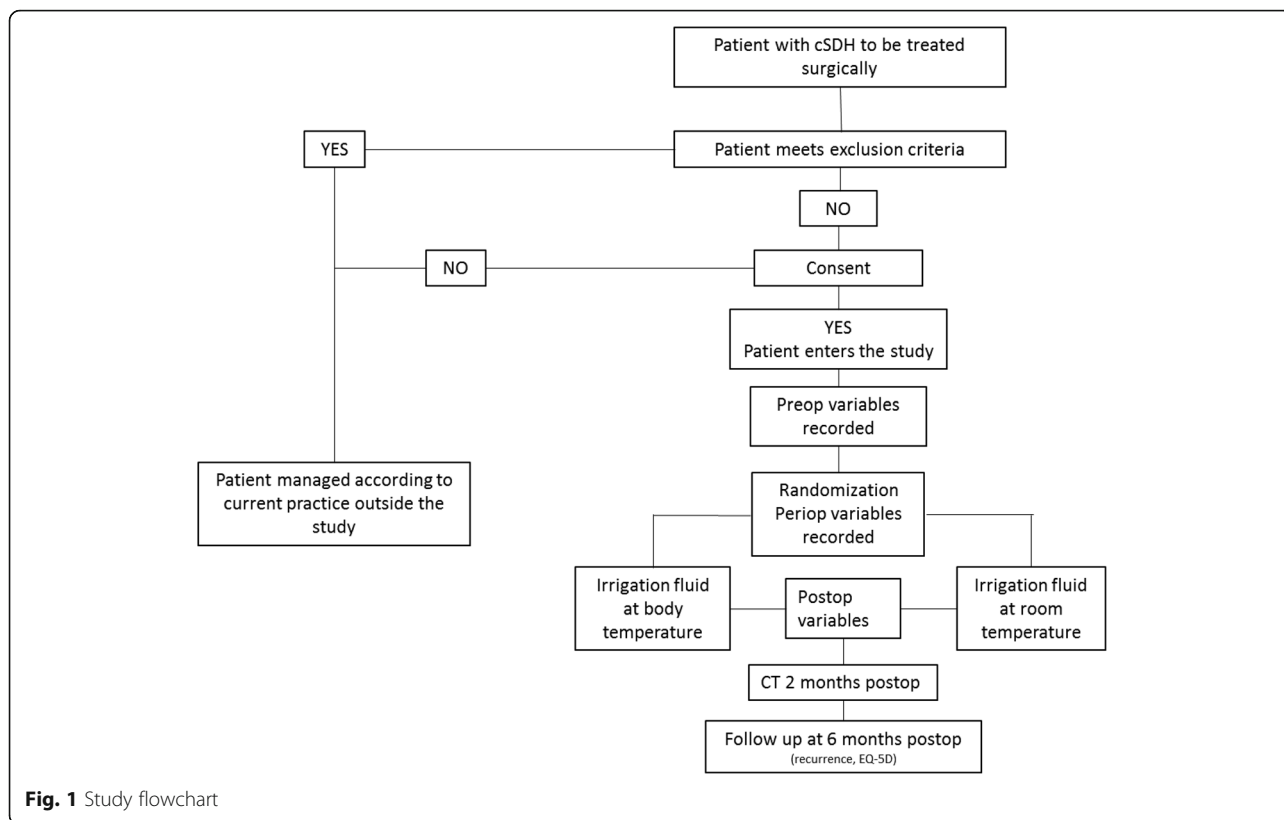 Patient with cSDH to be treated
surgically
YES
Patient meets exclusion criteria
NO
NO
Consent
YES
Patient enters the study
Preop variables
recorded
Patient managed according to
current practice outside the
study
Randomization
Periop variables
recorded
Irrigation fluid
at body
temperature
Postop
variables
Irrigation fluid
at room
temperature
CT 2 months postop
Follow up at 6 months postop
(recurrence, EQ-5D)
Fig. 1 Study flowchart